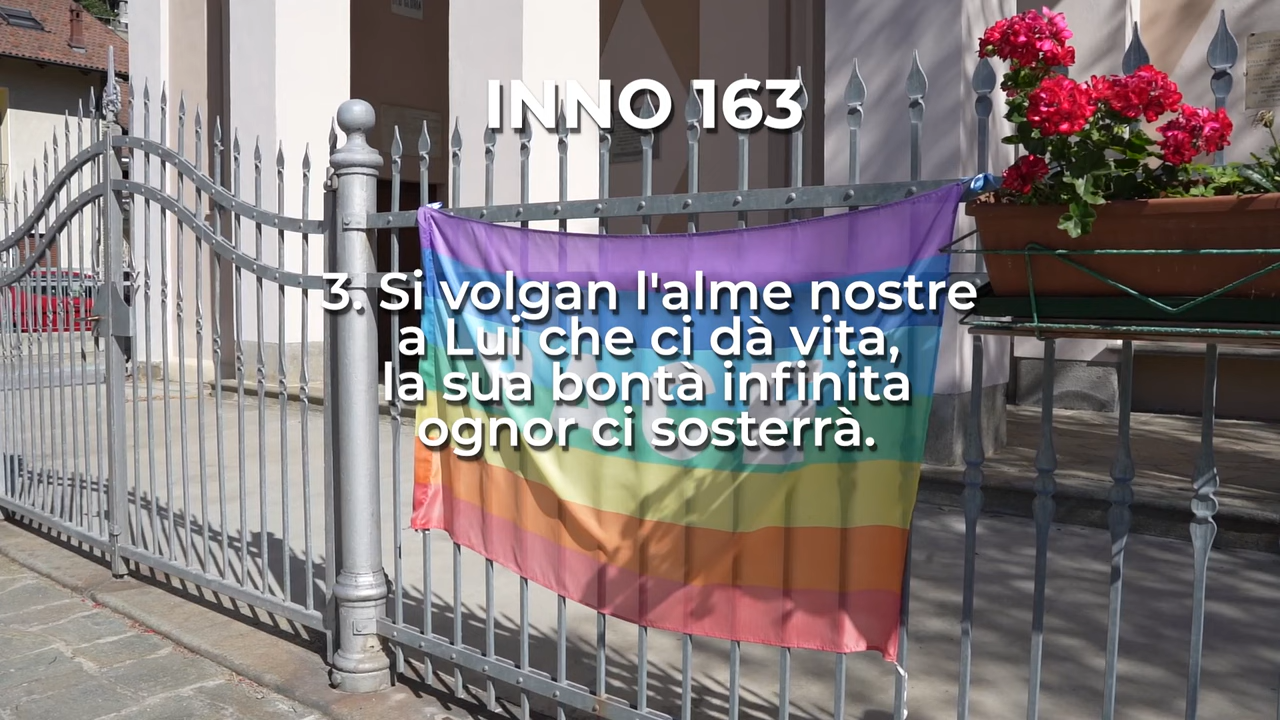 INNO 163
3. Si volgan l'alme nostre
a Lui che ci dà vita,
la sua bontà infinita
ognor ci sosterrà.
PACE